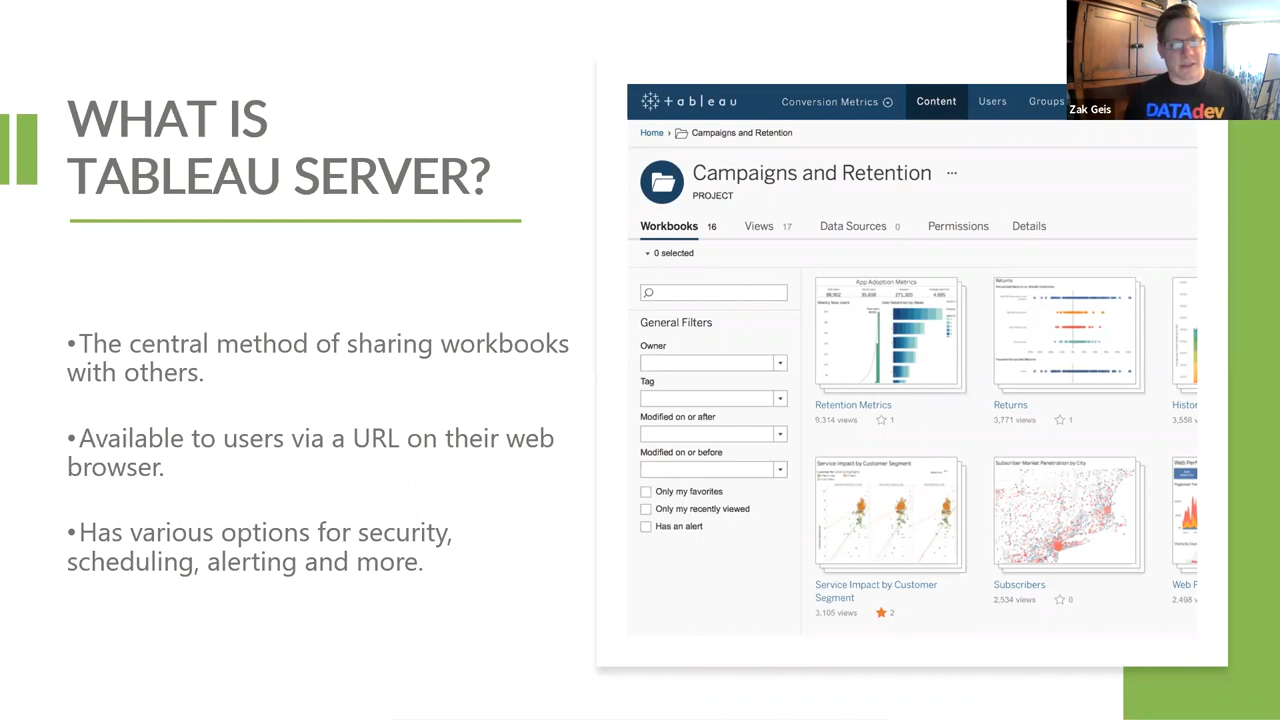 WHAT IS
TABLEAU SERVER?
•The central method of sharing workbooks
with others.
•Available to users via a URL on their web
browser.
•Has various options for security,
scheduling, alerting and more.
tableau
Conversion Metrics
Content
Users
Groups
Zak Geis
DATAdev
Home › Campaigns and Retention
Campaigns and Retention ···
PROJECT
Workbooks 16
Views 17
Data Sources 0
Permissions
Details
0 selected
General Filters
Owner
Tag
Modified on or after
Modified on or before
Only my favorites
Only my recently viewed
Has an alert
App Adoption Metrics
Returns
Retention Metrics
9,314 views
1
Returns
3,771 views
1
Histor
3,558
Service Impact by Customer Segment
Subscriber Market Penetration by City
Web Perf
Service Impact by Customer
Segment
3,105 views
2
Subscribers
2,534 views
0
Web F
2,498